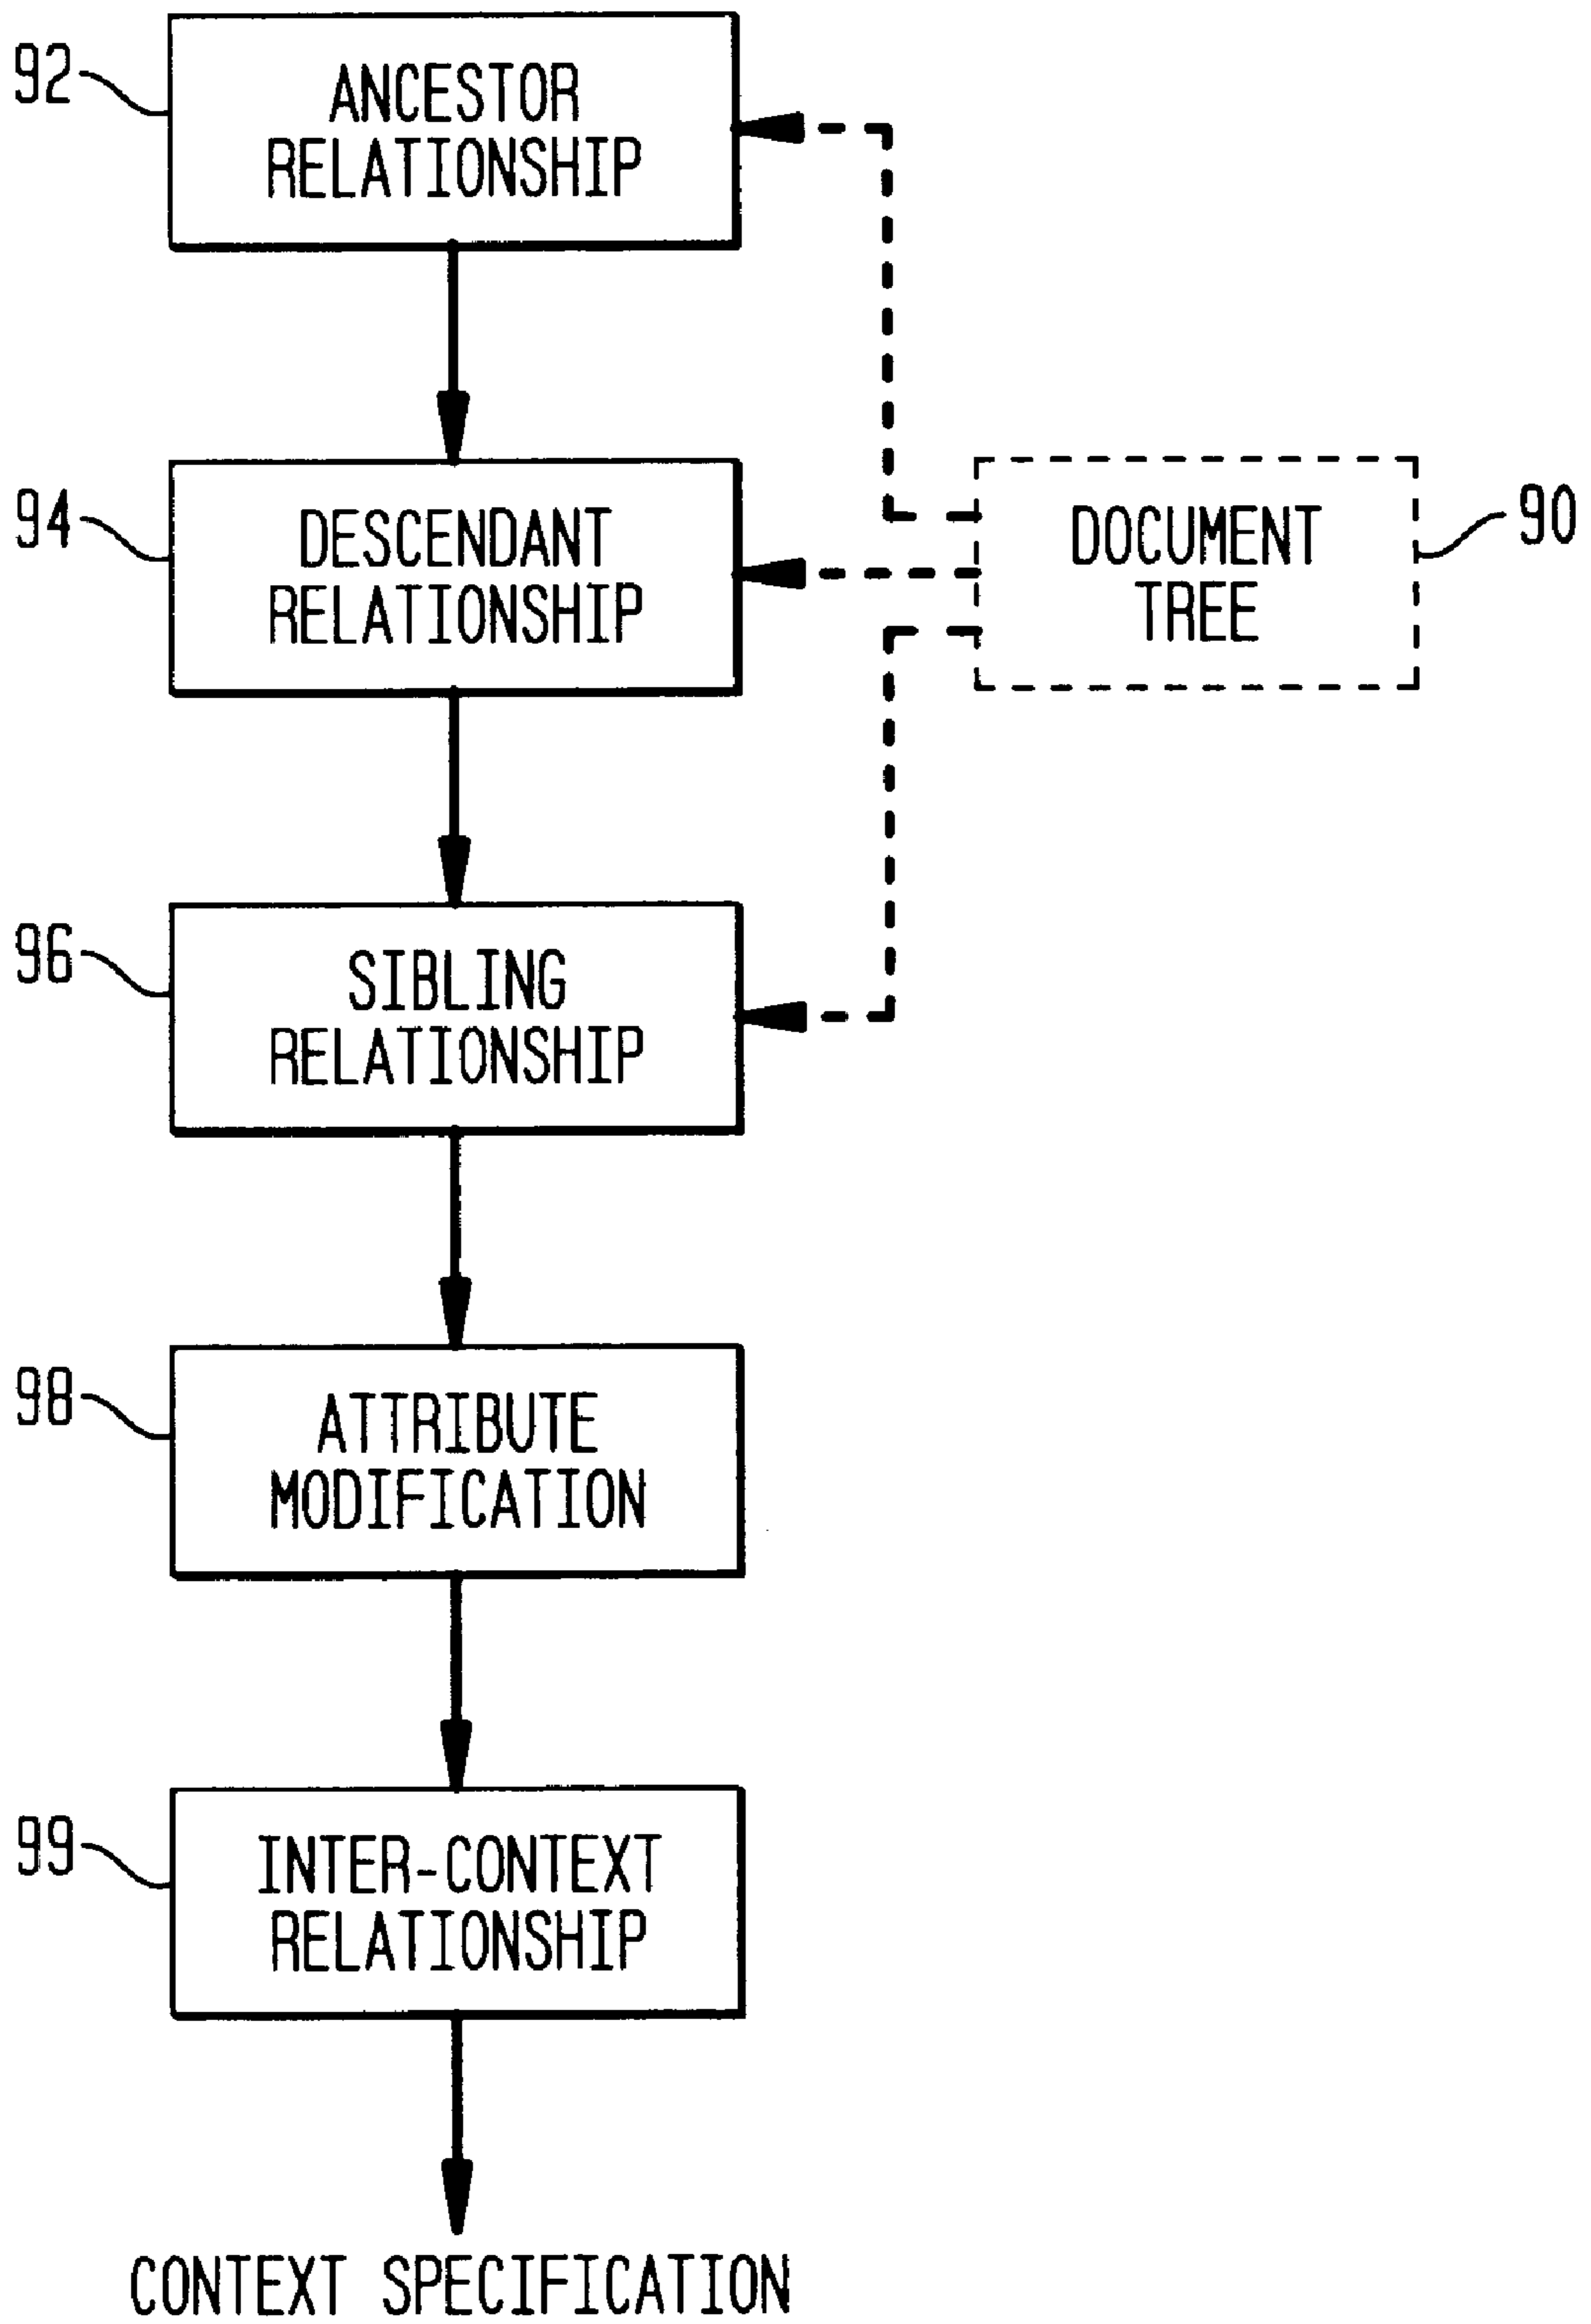 92
ANCESTOR
RELATIONSHIP
94
DESCENDANT
RELATIONSHIP
DOCUMENT
TREE
90
96
SIBLING
RELATIONSHIP
98
ATTRIBUTE
MODIFICATION
99
INTER-CONTEXT
RELATIONSHIP
CONTEXT SPECIFICATION